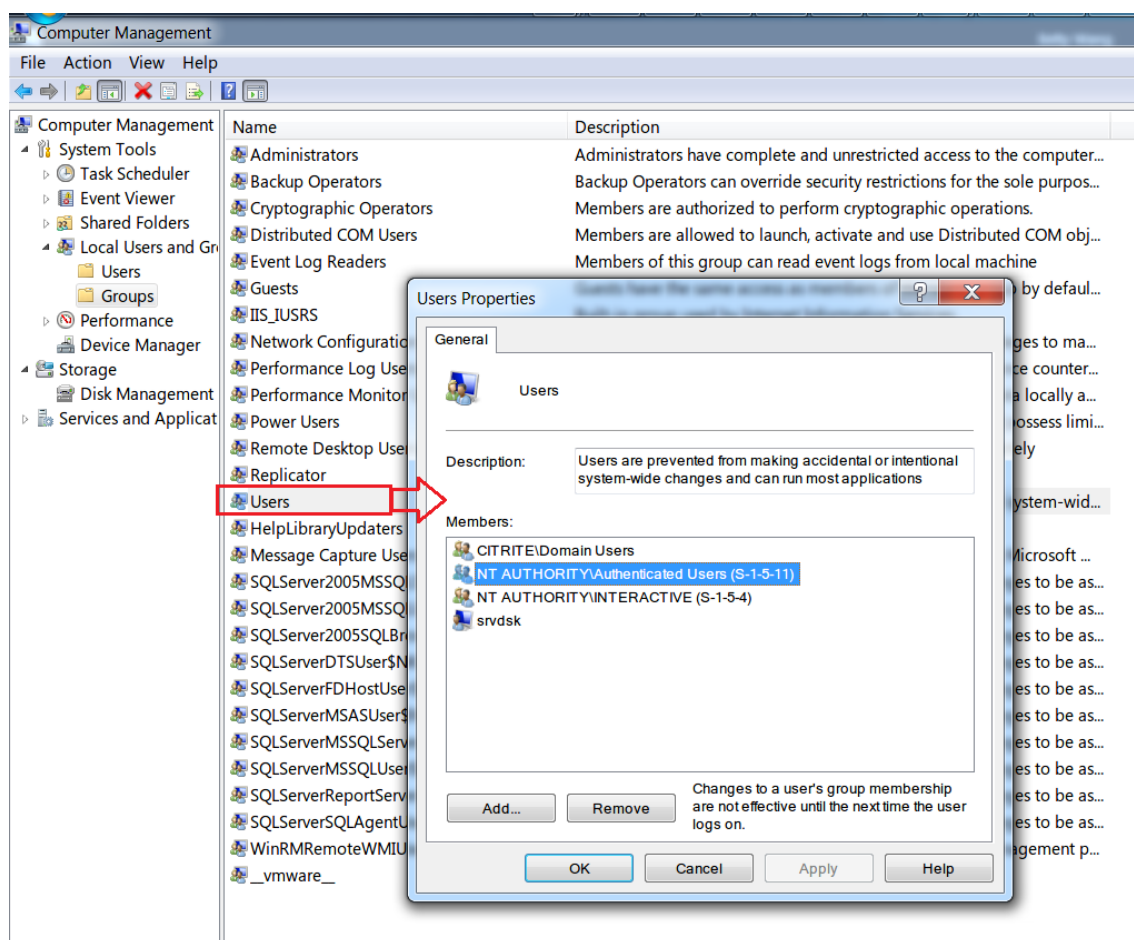 Computer Management
File Action View Help
Computer Management
System Tools
Task Scheduler
Event Viewer
Shared Folders
Local Users and Gr
Users
Groups
Performance
Device Manager
Storage
Disk Management
Services and Applicat
Name Description
Administrators Administrators have complete and unrestricted access to the computer...
Backup Operators Backup Operators can override security restrictions for the sole purpos...
Cryptographic Operators Members are authorized to perform cryptographic operations.
Distributed COM Users Members are allowed to launch, activate and use Distributed COM obj...
Event Log Readers Members of this group can read event logs from local machine
Guests by defaul...
IIS_IUSRS
Network Configuratio ges to ma...
Performance Log Use ce counter...
Performance Monitor a locally a...
Power Users ossess limi...
Remote Desktop Use ely
Replicator
Users ystem-wid...
HelpLibraryUpdaters
Message Capture Use Microsoft ...
SQLServer2005MSSQ es to be as...
SQLServer2005MSSQ es to be as...
SQLServer2005SQLBr es to be as...
SQLServerDTSUser$N es to be as...
SQLServerFDHostUse es to be as...
SQLServerMSASUser$ es to be as...
SQLServerMSSQLServ es to be as...
SQLServerMSSQLUser es to be as...
SQLServerReportServ es to be as...
SQLServerSQLAgentU es to be as...
WinRMRemoteWMIU agement p...
__vmware__
Users Properties
General
Users
Description: Users are prevented from making accidental or intentional
system-wide changes and can run most applications
Members:
CITRITE\Domain Users
NT AUTHORITY\Authenticated Users (S-1-5-11)
NT AUTHORITY\INTERACTIVE (S-1-5-4)
srvdsk
Add... Remove
Changes to a user's group membership
are not effective until the next time the user
logs on.
OK Cancel Apply Help